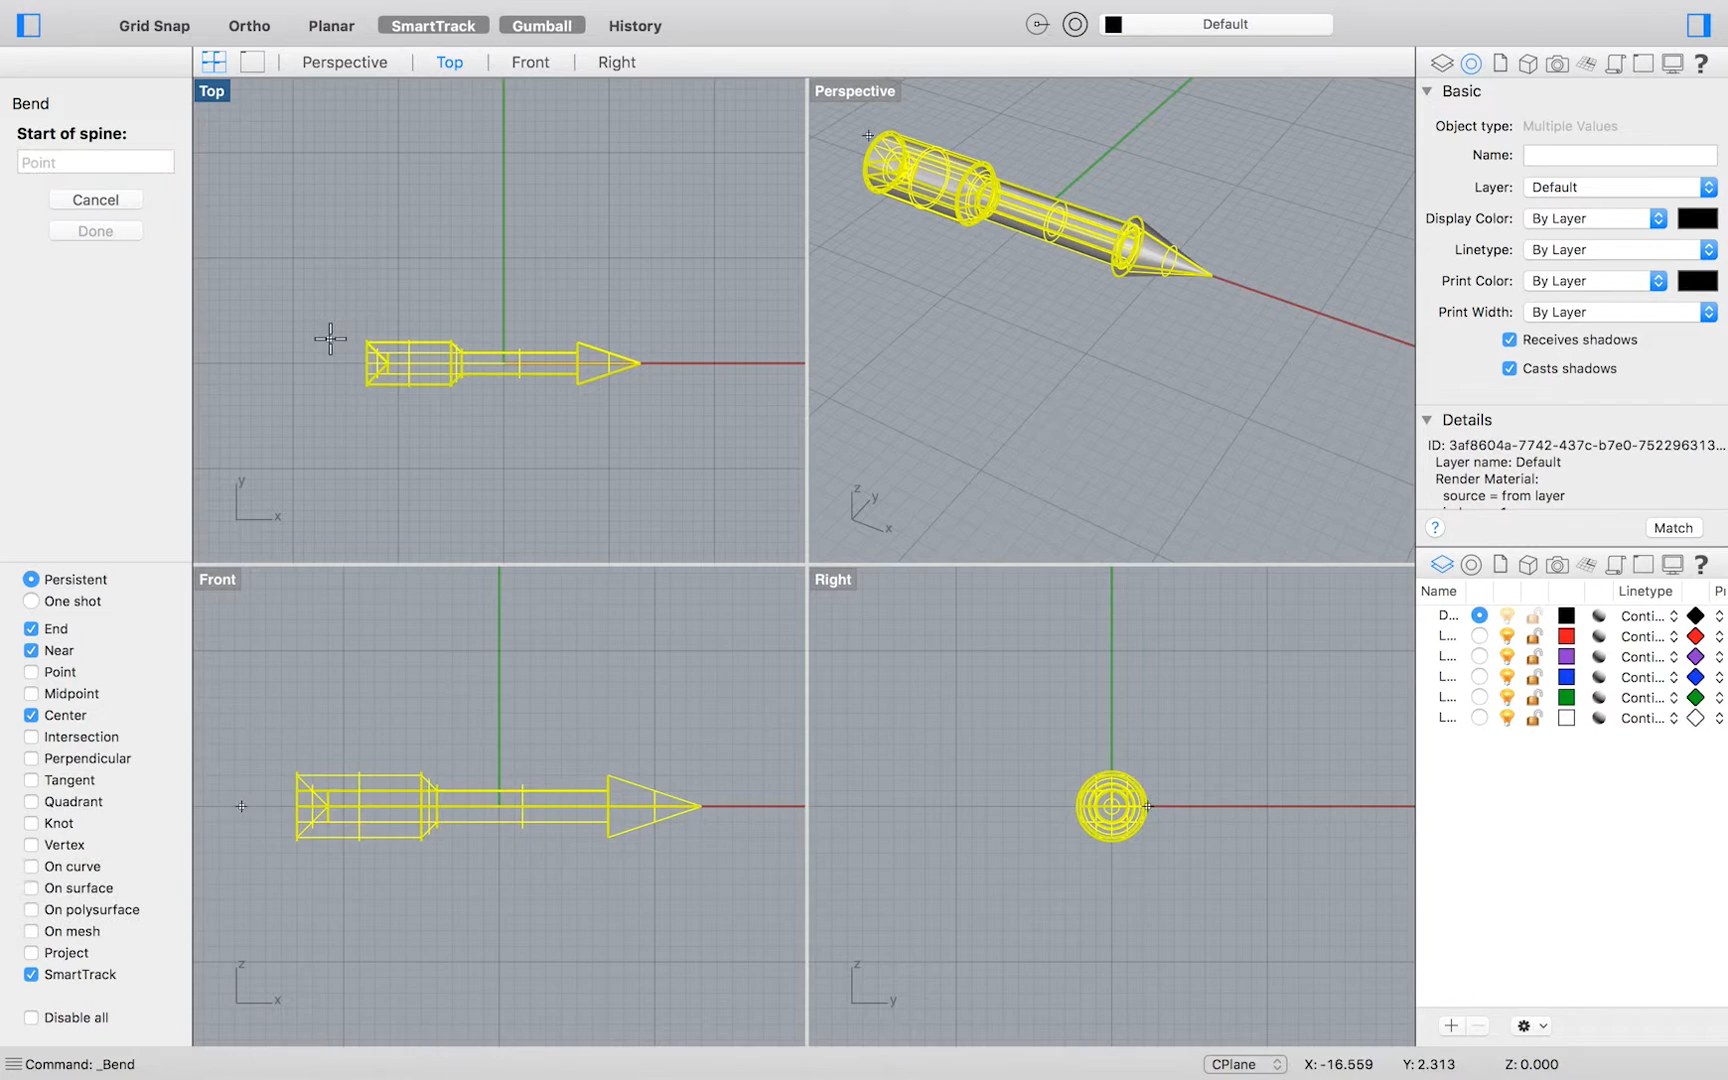 Grid Snap Ortho Planar SmartTrack Gumball History Default
Perspective Top Front Right
Bend
Start of spine:
Point
Cancel
Done
Top
y
x
Perspective
z
y
x
Front
z
x
Right
z
y
Persistent
One shot
End
Near
Point
Midpoint
Center
Intersection
Perpendicular
Tangent
Quadrant
Knot
Vertex
On curve
On surface
On polysurface
On mesh
Project
SmartTrack
Disable all
Basic
Object type: Multiple Values
Name:
Layer: Default
Display Color: By Layer
Linetype: By Layer
Print Color: By Layer
Print Width: By Layer
Receives shadows
Casts shadows
Details
ID: 3af8604a-7742-437c-b7e0-752296313...
Layer name: Default
Render Material:
source = from layer
? Match
Name Linetype Pr
D... Conti...
L... Conti...
L... Conti...
L... Conti...
L... Conti...
L... Conti...
Command: _Bend
CPlane X: -16.559 Y: 2.313 Z: 0.000